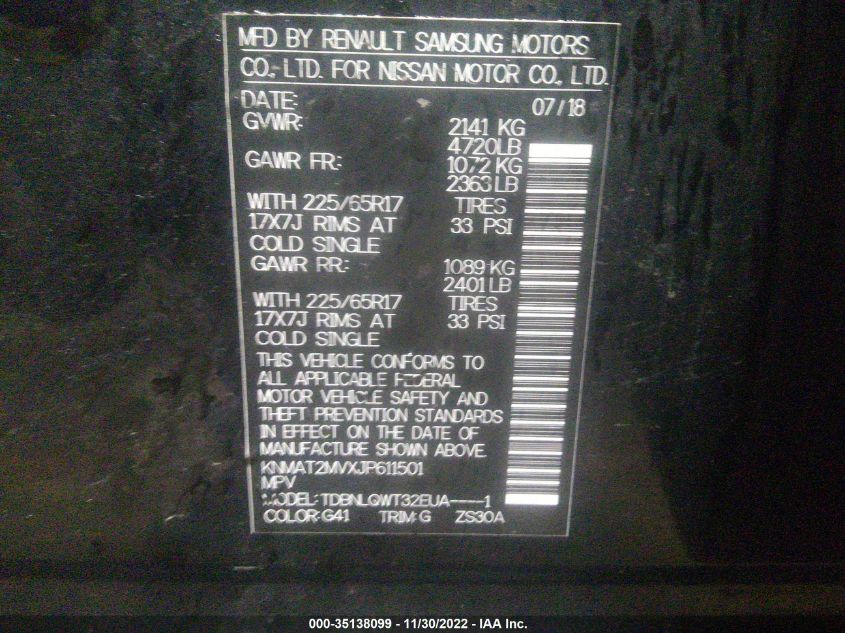 MFD BY RENAULT SAMSUNG MOTORS
CO., LTD. FOR NISSAN MOTOR CO., LTD.
DATE: 07/18
GVWR: 2141 KG
4720LB
GAWR FR: 1072 KG
2363 LB
WITH 225/65R17 TIRES
17X7J RIMS AT 33 PSI
COLD SINGLE
GAWR RR: 1089 KG
2401 LB
WITH 225/65R17 TIRES
17X7J RIMS AT 33 PSI
COLD SINGLE
THIS VEHICLE CONFORMS TO
ALL APPLICABLE FEDERAL
MOTOR VEHICLE SAFETY AND
THEFT PREVENTION STANDARDS
IN EFFECT ON THE DATE OF
MANUFACTURE SHOWN ABOVE.
KNMAT2MVXJP611501
MPV
MODEL: TDBNLQWT32EUA----1
COLOR: G41 TRIM: G ZS30A
000-35138099 - 11/30/2022 - IAA Inc.